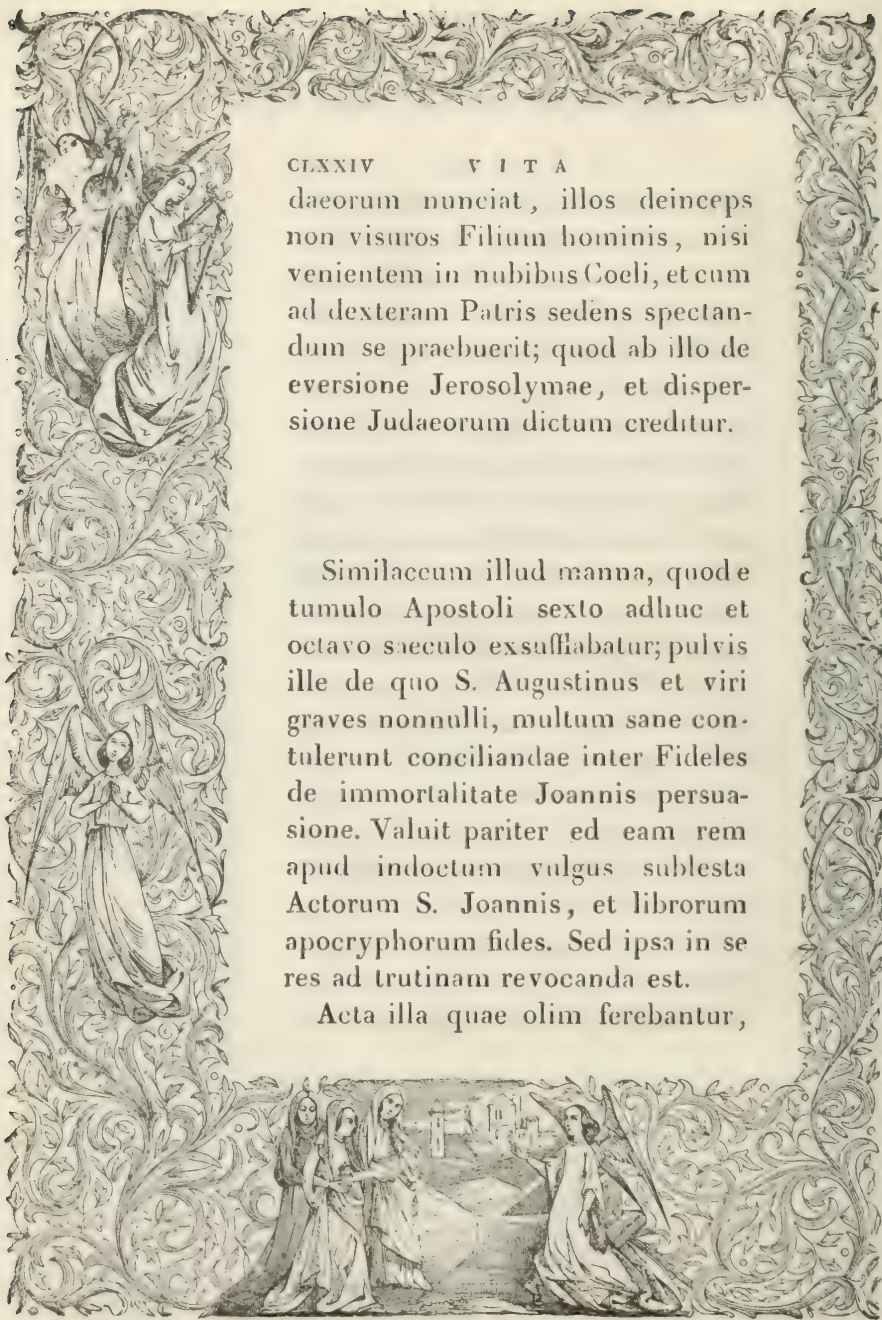 CLXXIV VITA
daeorum nunciat, illos deinceps
non visuros Filium hominis, nisi
venientem in nubibus Coeli, et cum
ad dexteram Patris sedens spectan-
dum se praebuerit; quod ab illo de
eversione Jerosolymae, et disper-
sione Judaeorum dictum creditur.
Similaccum illud manna, quod e
tumulo Apostoli sexto adhuc et
octavo saeculo exsufflabatur; pulvis
ille de quo S. Augustinus et viri
graves nonnulli, multum sane con-
tulerunt conciliandae inter Fideles
de immortalitate Joannis persua-
sione. Valuit pariter ed eam rem
apud indoctum vulgus sublesta
Actorum S. Joannis, et librorum
apocryphorum fides. Sed ipsa in se
res ad trutinam revocanda est.
Acta illa quae olim ferebantur,